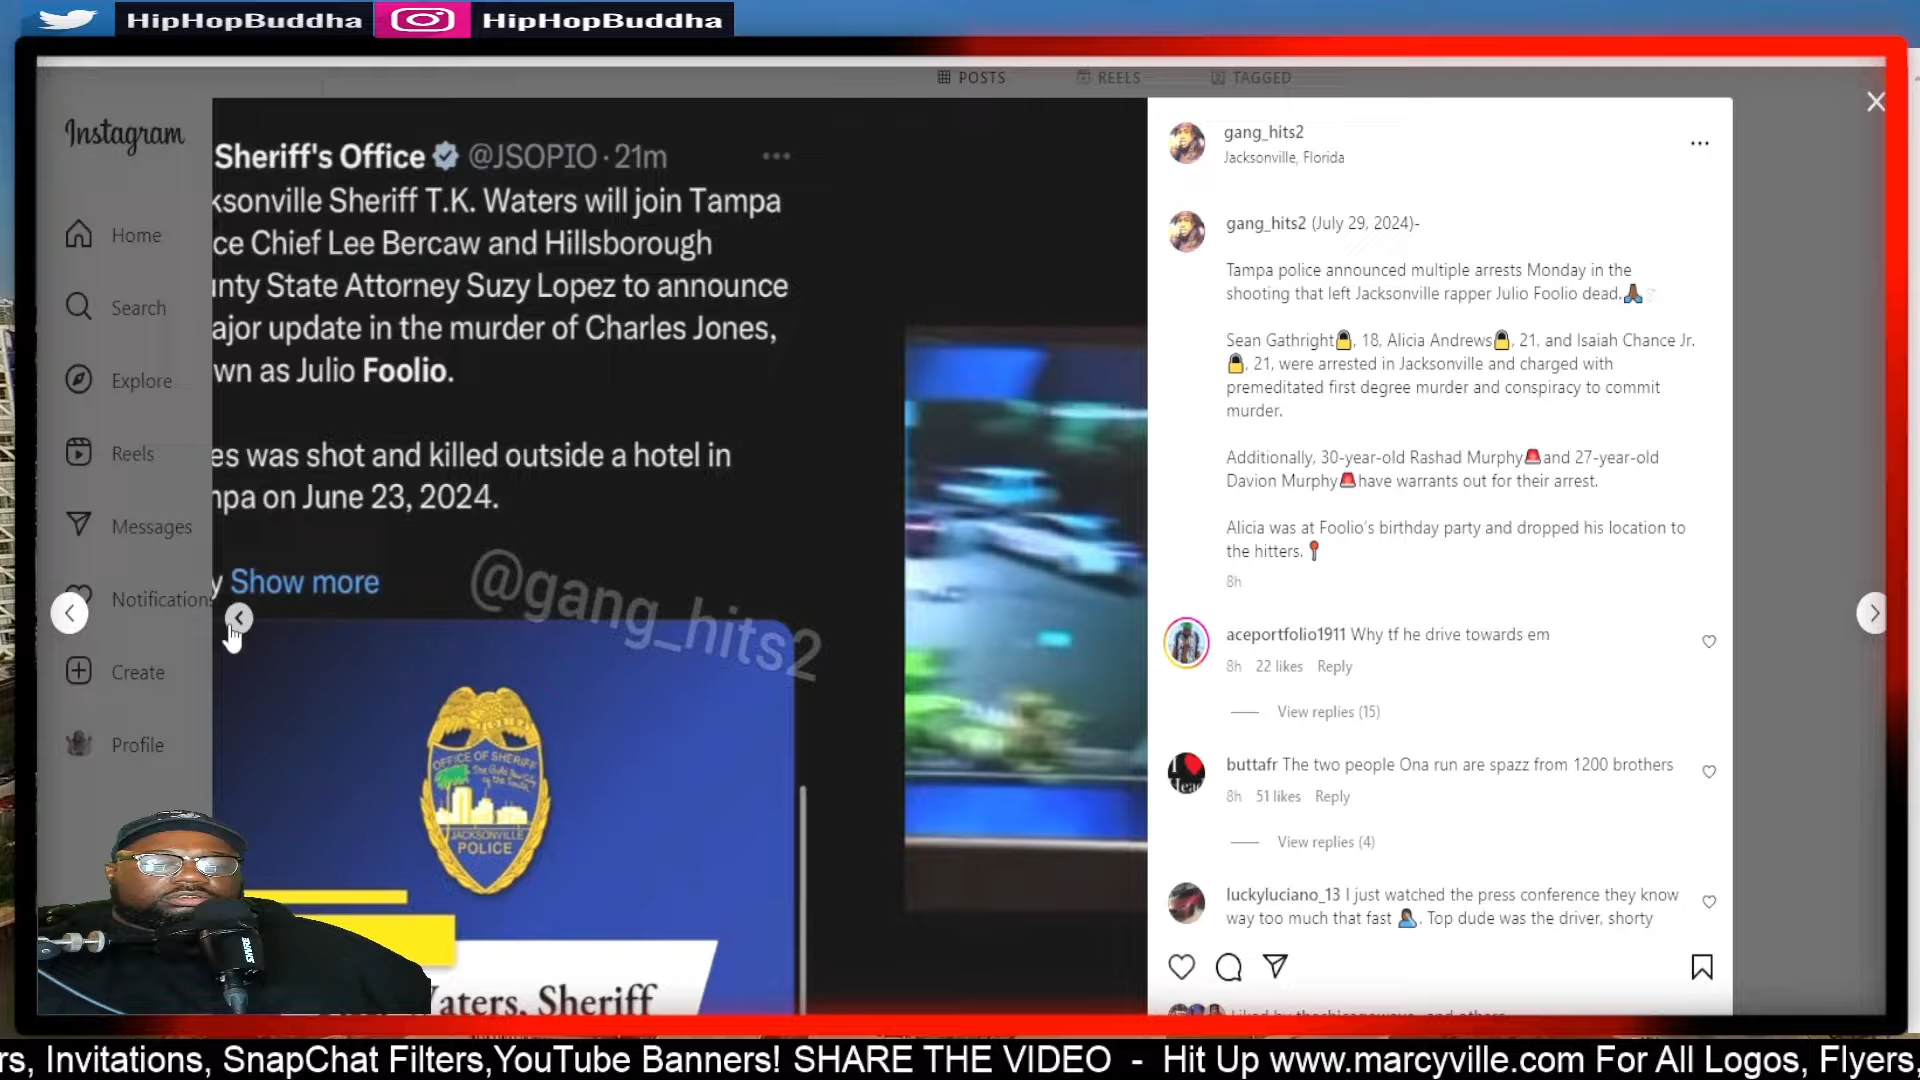 HipHopBuddha
HipHopBuddha
POSTS
REELS
TAGGED
Instagram
Home
Search
Explore
Reels
Messages
Notification
Create
Profile
Sheriff's Office @JSOPIO · 21m
ksonville Sheriff T.K. Waters will join Tampa
ce Chief Lee Bercaw and Hillsborough
unty State Attorney Suzy Lopez to announce
ajor update in the murder of Charles Jones,
wn as Julio Foolio.
es was shot and killed outside a hotel in
mpa on June 23, 2024.
y Show more
@gang_hits2
OFFICE OF SHERIFF
JACKSONVILLE
POLICE
Waters, Sheriff
gang_hits2
Jacksonville, Florida
gang_hits2 (July 29, 2024)-
Tampa police announced multiple arrests Monday in the
shooting that left Jacksonville rapper Julio Foolio dead.🙏🏾
Sean Gathright🔒, 18, Alicia Andrews🔒, 21, and Isaiah Chance Jr.
🔒, 21, were arrested in Jacksonville and charged with
premeditated first degree murder and conspiracy to commit
murder.
Additionally, 30-year-old Rashad Murphy🚨and 27-year-old
Davion Murphy🚨have warrants out for their arrest.
Alicia was at Foolio's birthday party and dropped his location to
the hitters.📍
8h
aceportfolio1911 Why tf he drive towards em
8h 22 likes Reply
View replies (15)
buttafr The two people Ona run are spazz from 1200 brothers
8h 51 likes Reply
View replies (4)
luckyluciano_13 I just watched the press conference they know
way too much that fast 🤦. Top dude was the driver, shorty
rs, Invitations, SnapChat Filters,YouTube Banners! SHARE THE VIDEO - Hit Up www.marcyville.com For All Logos, Flyers,